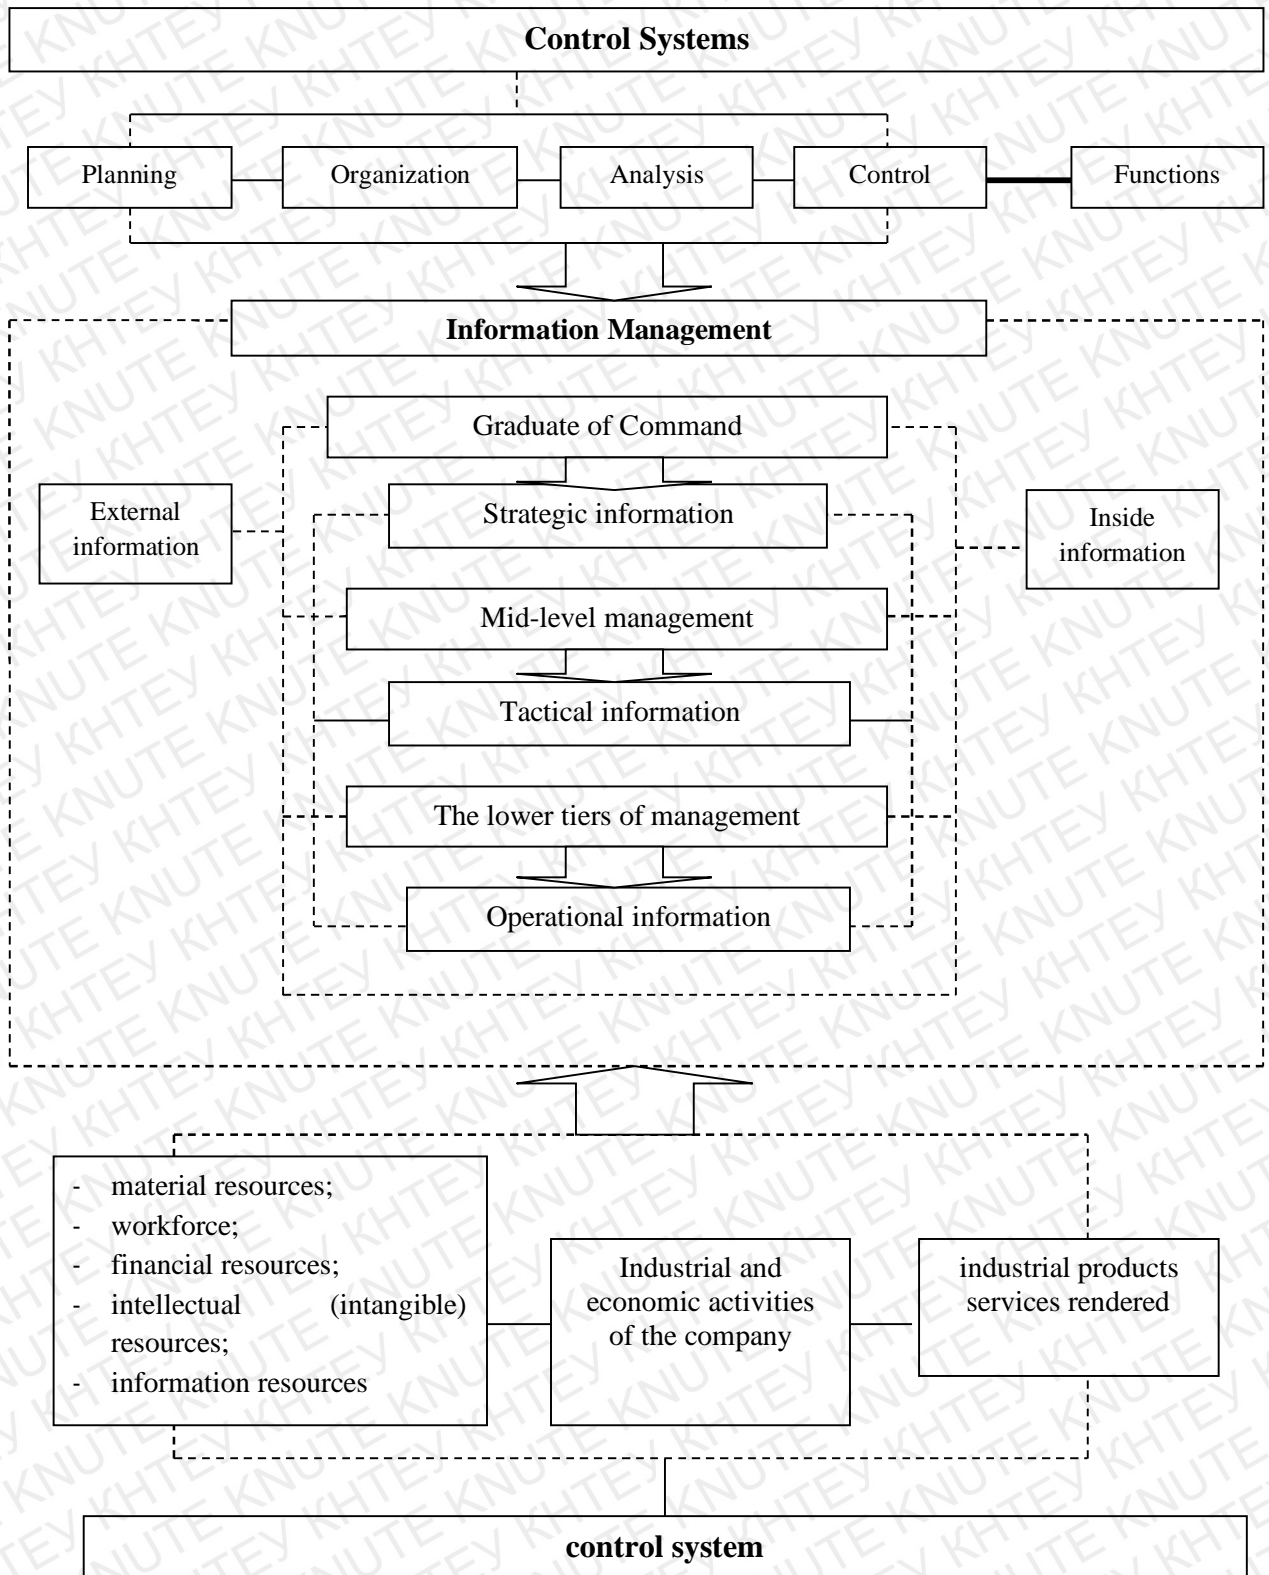 Control Systems
Planning
Organization
Analysis
Control
Functions
Information Management
Graduate of Command
External
information
Strategic information
Inside
information
Mid-level management
Tactical information
The lower tiers of management
Operational information
- material resources;
- workforce;
- financial resources;
- intellectual (intangible)
resources;
- information resources
Industrial and
economic activities
of the company
industrial products
services rendered
control system
KNUTE КНТЕУ